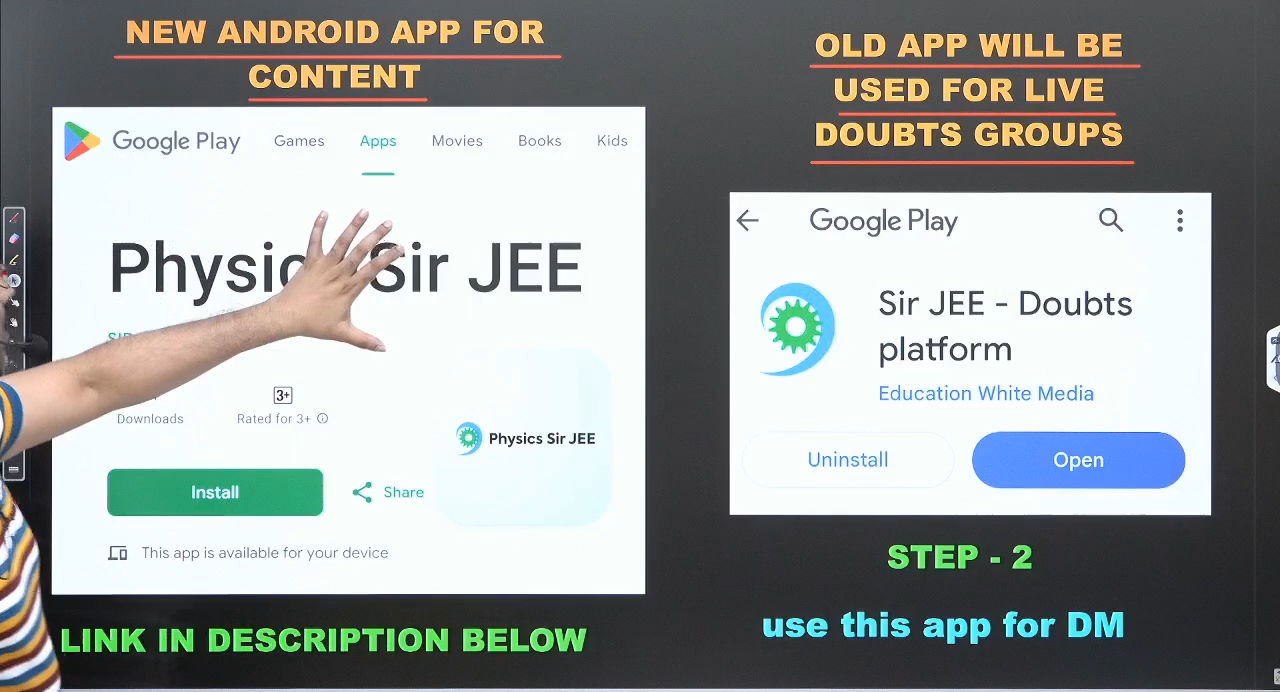 NEW ANDROID APP FOR
CONTENT
Google Play Games Apps Movies Books Kids
Sir JEE
3+
Downloads
Rated for 3+
Physics Sir JEE
Install
Share
This app is available for your device
LINK IN DESCRIPTION BELOW
OLD APP WILL BE
USED FOR LIVE
DOUBTS GROUPS
Google Play
Sir JEE - Doubts
platform
Education White Media
Uninstall
Open
STEP - 2
use this app for DM